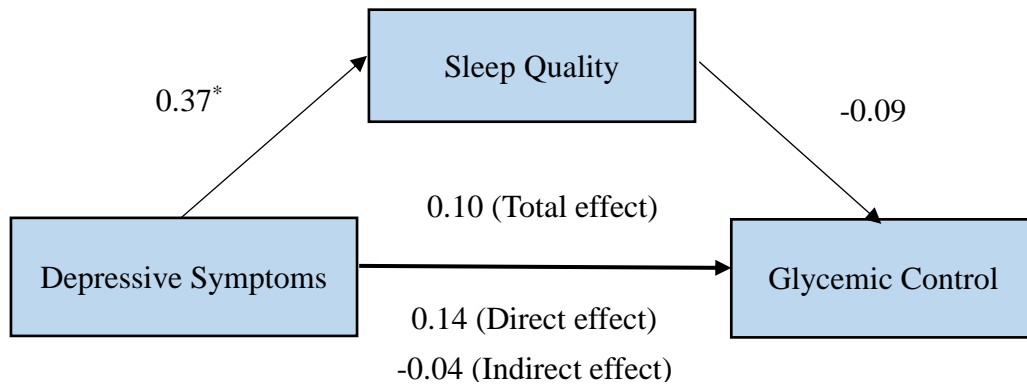 Sleep Quality
0.37*
-0.09
0.10 (Total effect)
Depressive Symptoms
Glycemic Control
0.14 (Direct effect)
-0.04 (Indirect effect)